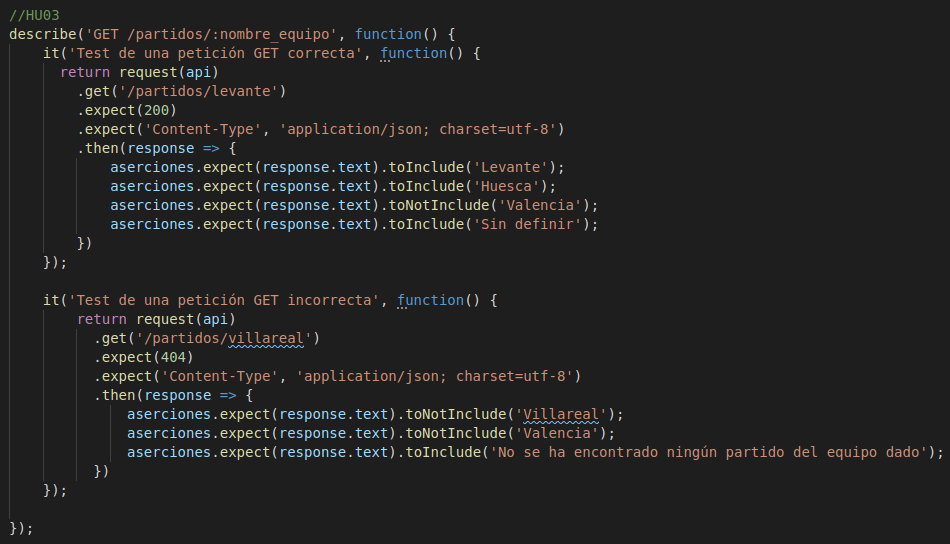 //HU03
describe('GET /partidos/:nombre_equipo', function() {
    it('Test de una petición GET correcta', function() {
      return request(api)
        .get('/partidos/levante')
        .expect(200)
        .expect('Content-Type', 'application/json; charset=utf-8')
        .then(response => {
            aserciones.expect(response.text).toInclude('Levante');
            aserciones.expect(response.text).toInclude('Huesca');
            aserciones.expect(response.text).toNotInclude('Valencia');
            aserciones.expect(response.text).toInclude('Sin definir');
        })
    });

    it('Test de una petición GET incorrecta', function() {
        return request(api)
          .get('/partidos/villareal')
          .expect(404)
          .expect('Content-Type', 'application/json; charset=utf-8')
          .then(response => {
              aserciones.expect(response.text).toNotInclude('Villareal');
              aserciones.expect(response.text).toNotInclude('Valencia');
              aserciones.expect(response.text).toInclude('No se ha encontrado ningún partido del equipo dado');
          })
    });

});